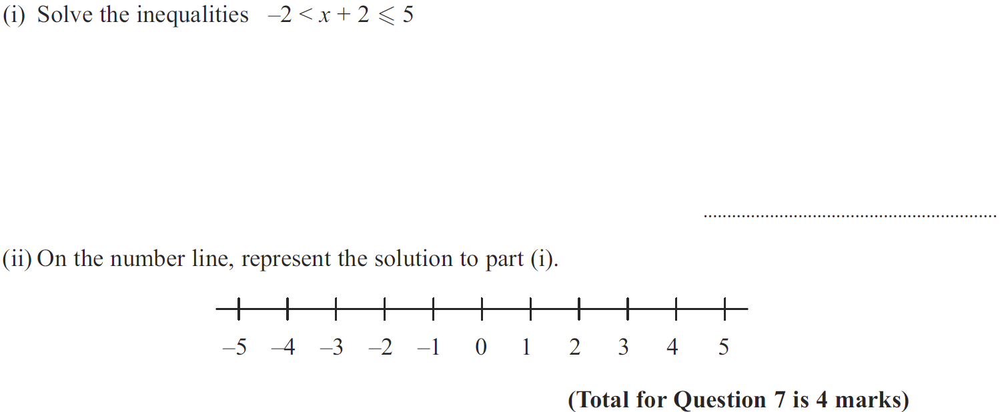 (i) Solve the inequalities –2 < x + 2 ⩽ 5
(ii) On the number line, represent the solution to part (i).
–5 –4 –3 –2 –1 0 1 2 3 4 5
(Total for Question 7 is 4 marks)